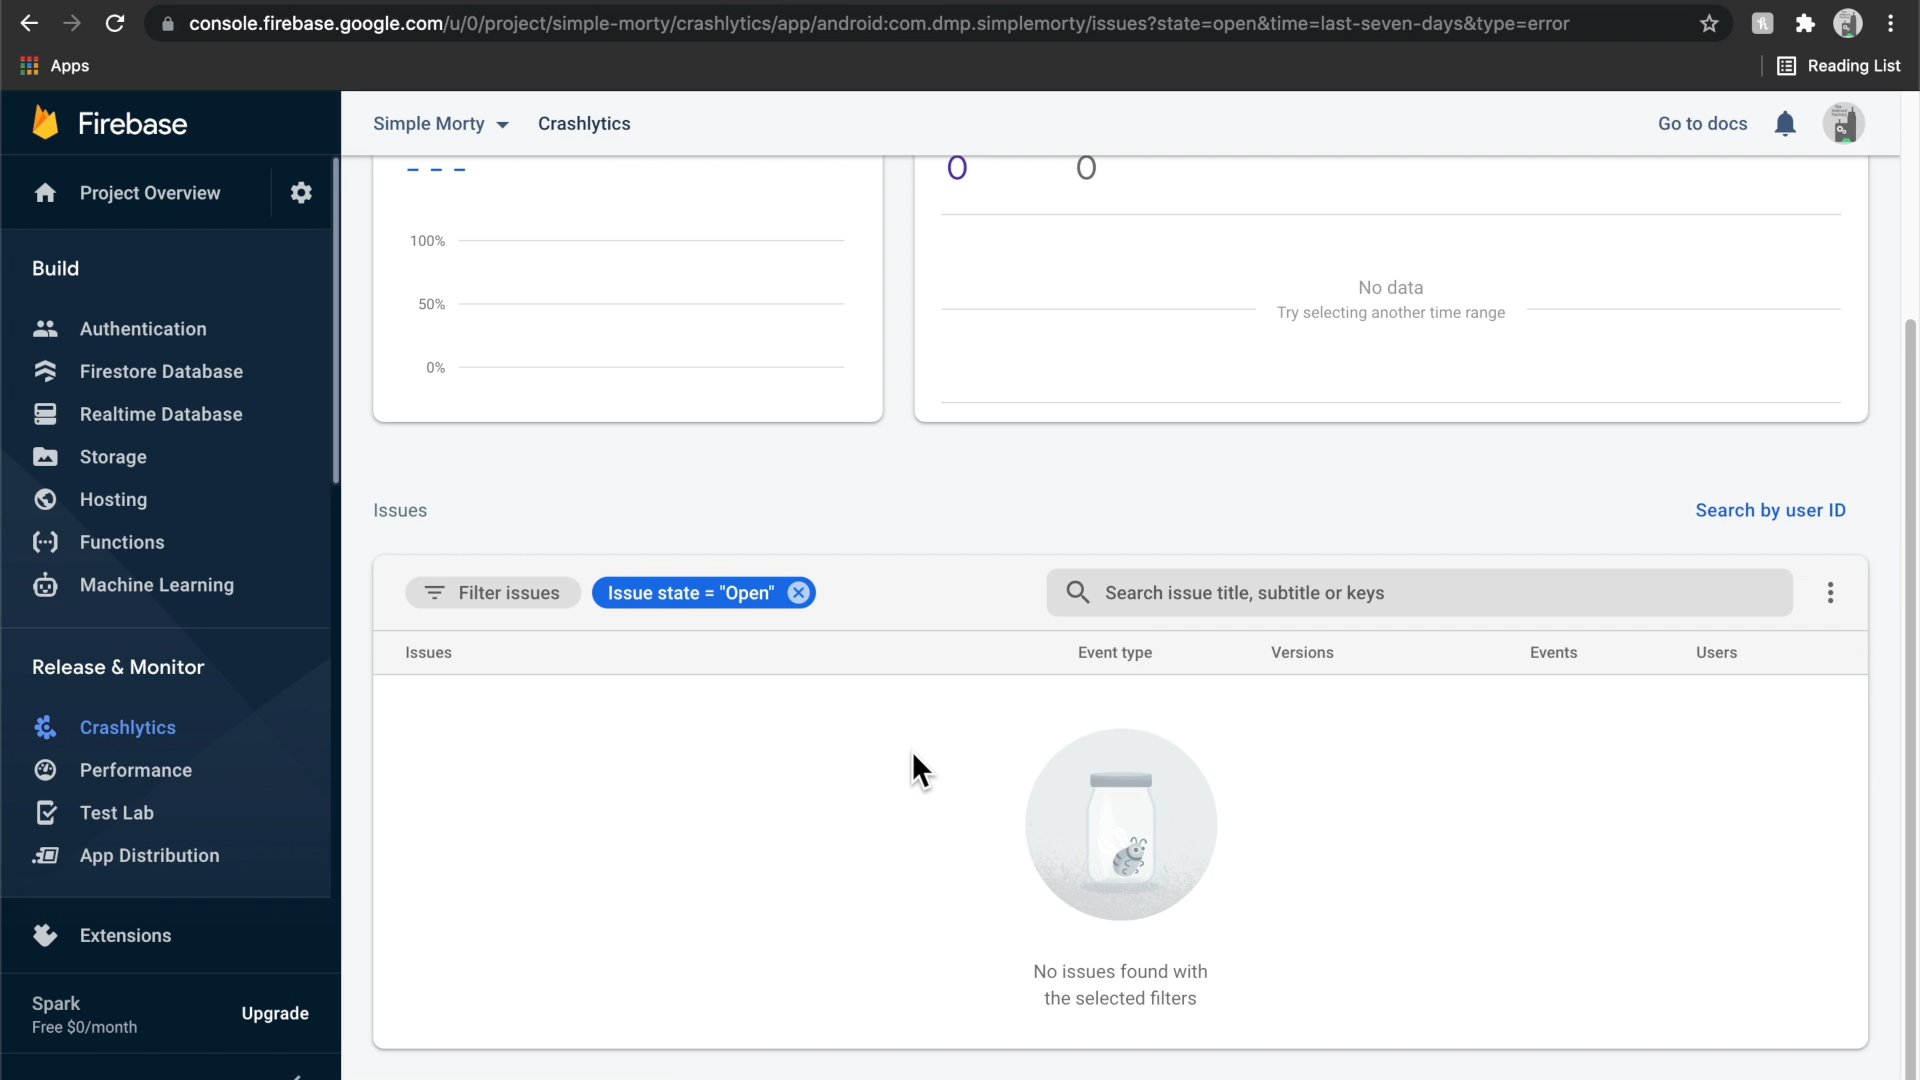 console.firebase.google.com/u/0/project/simple-morty/crashlytics/app/android:com.dmp.simplemorty/issues?state=open&time=last-seven-days&type=error
Apps
Reading List
Firebase
Simple Morty
Crashlytics
Go to docs
Project Overview
- - -
0
0
100%
50%
0%
No data
Try selecting another time range
Build
Authentication
Firestore Database
Realtime Database
Storage
Hosting
Functions
Machine Learning
Release & Monitor
Crashlytics
Performance
Test Lab
App Distribution
Extensions
Spark
Free $0/month
Upgrade
Issues
Search by user ID
Filter issues
Issue state = "Open"
Search issue title, subtitle or keys
Issues
Event type
Versions
Events
Users
No issues found with
the selected filters